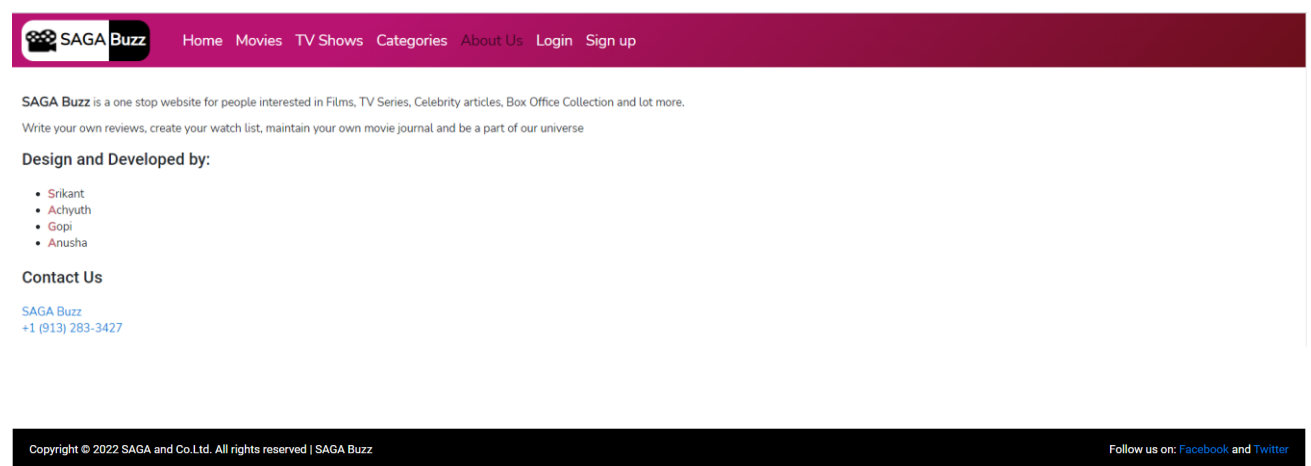 SAGA Buzz Home Movies TV Shows Categories About Us Login Sign up
SAGA Buzz is a one stop website for people interested in Films, TV Series, Celebrity articles, Box Office Collection and lot more.
Write your own reviews, create your watch list, maintain your own movie journal and be a part of our universe
Design and Developed by:
Srikant
Achyuth
Gopi
Anusha
Contact Us
SAGA Buzz
+1 (913) 283-3427
Copyright © 2022 SAGA and Co.Ltd. All rights reserved | SAGA Buzz Follow us on: Facebook and Twitter